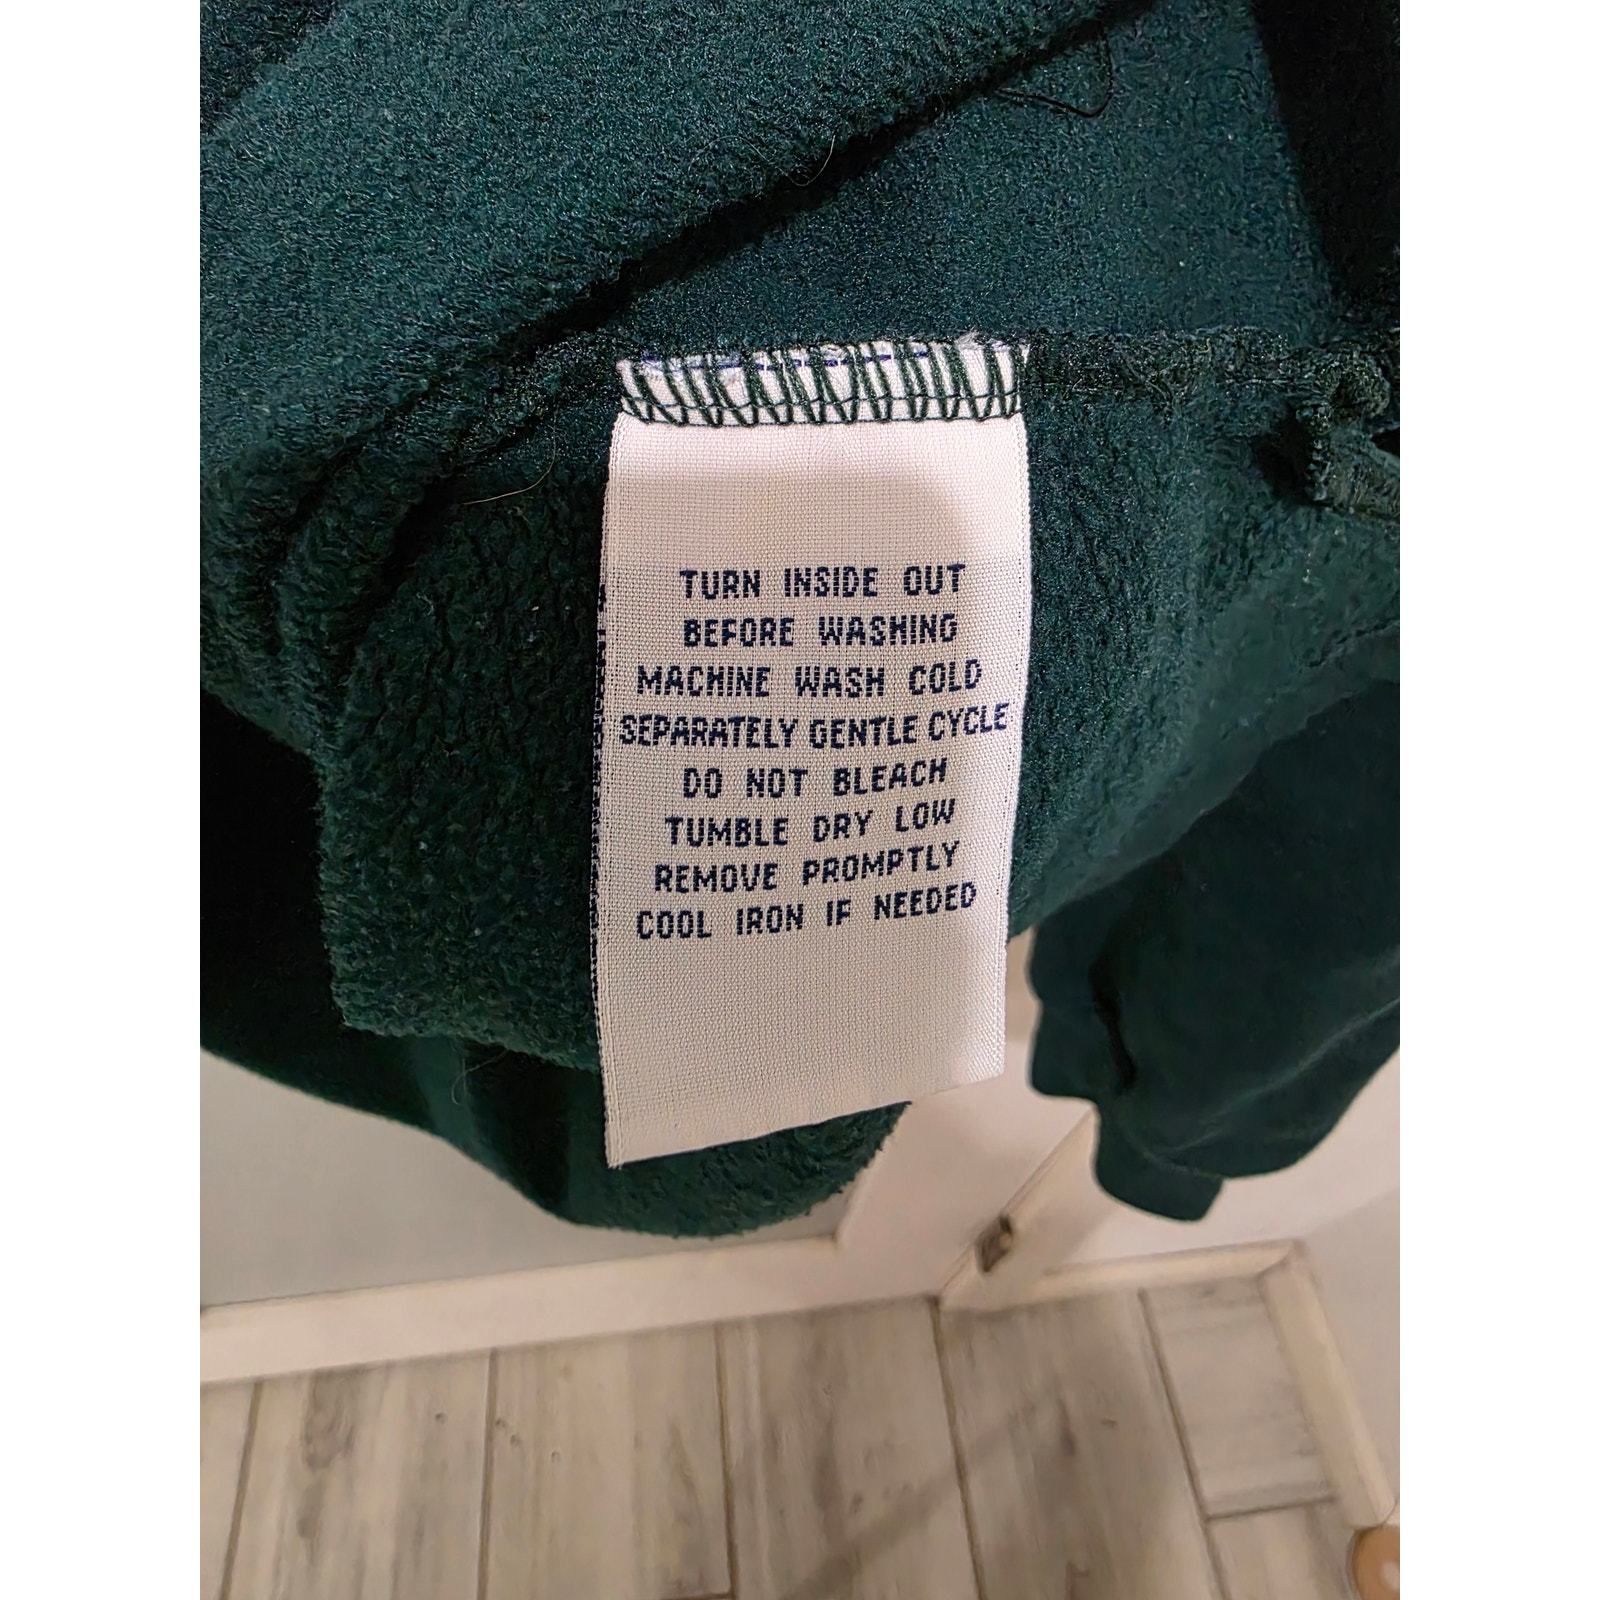 TURN INSIDE OUT
BEFORE WASHING
MACHINE WASH COLD
SEPARATELY GENTLE CYCLE
DO NOT BLEACH
TUMBLE DRY LOW
REMOVE PROMPTLY
COOL IRON IF NEEDED